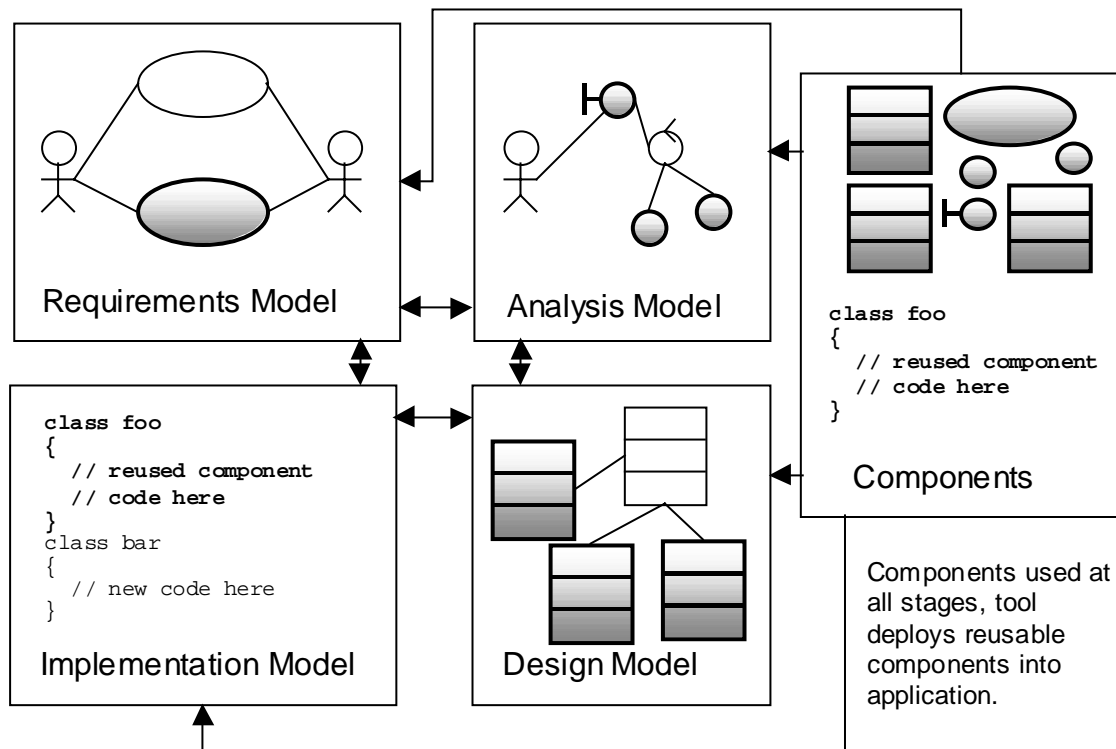 Requirements Model
Analysis Model
class foo
{
// reused component
// code here
}
Components
class foo
{
// reused component
// code here
}
class bar
{
// new code here
}
Implementation Model
Design Model
Components used at
all stages, tool
deploys reusable
components into
application.